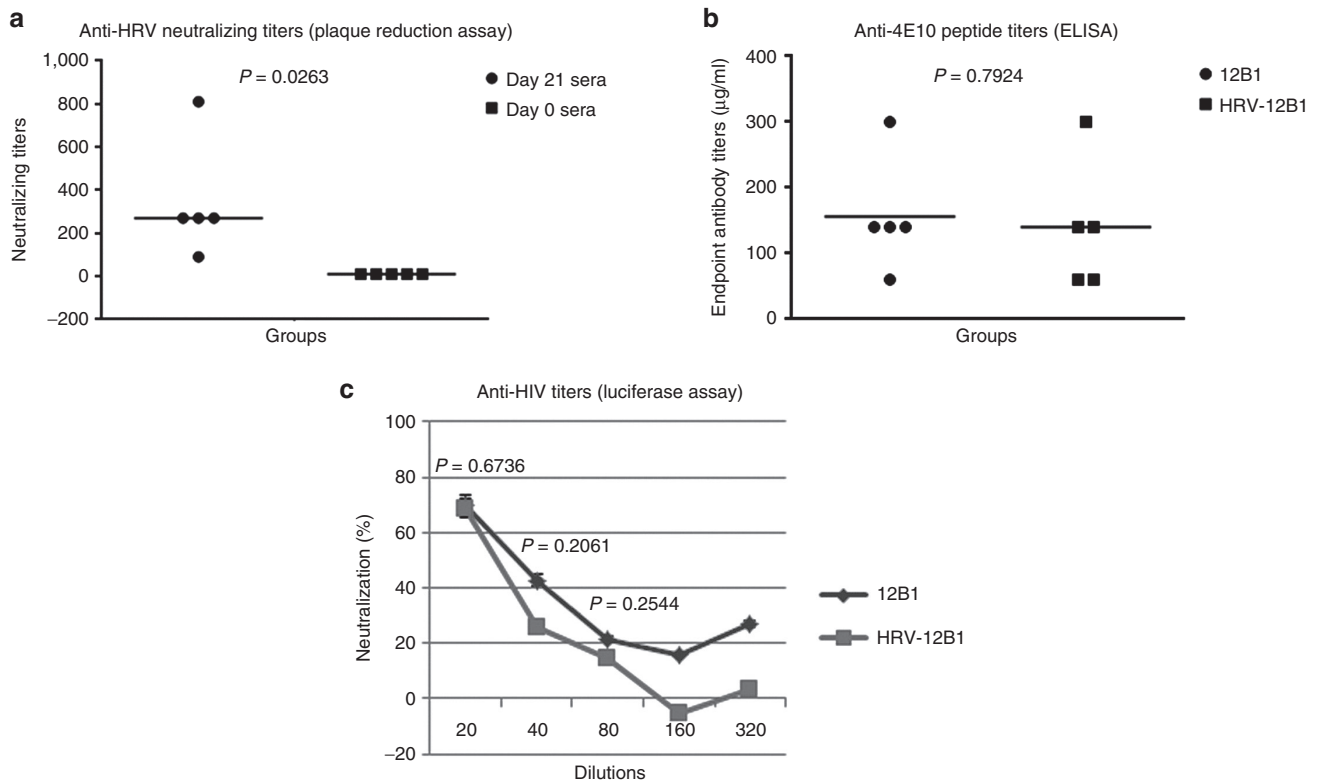 a
Anti-HRV neutralizing titers (plaque reduction assay)
1,000
800
600
400
200
0
–200
Neutralizing titers
P = 0.0263
Day 21 sera
Day 0 sera
Groups
b
Anti-4E10 peptide titers (ELISA)
400
300
200
100
0
Endpoint antibody titers (µg/ml)
P = 0.7924
12B1
HRV-12B1
Groups
c
Anti-HIV titers (luciferase assay)
100
80
60
40
20
0
–20
Neutralization (%)
P = 0.6736
P = 0.2061
P = 0.2544
20
40
80
160
320
Dilutions
12B1
HRV-12B1